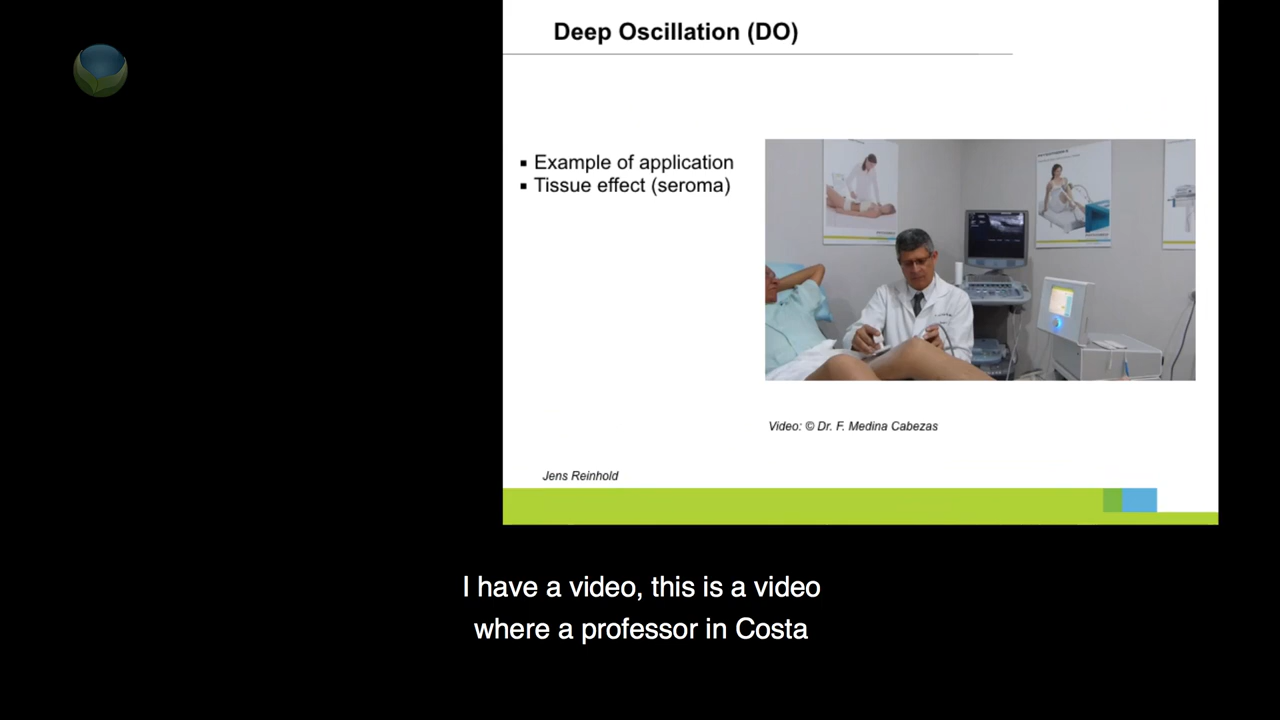 Deep Oscillation (DO)
▪ Example of application
▪ Tissue effect (seroma)
Video: © Dr. F. Medina Cabezas
Jens Reinhold
I have a video, this is a video
where a professor in Costa